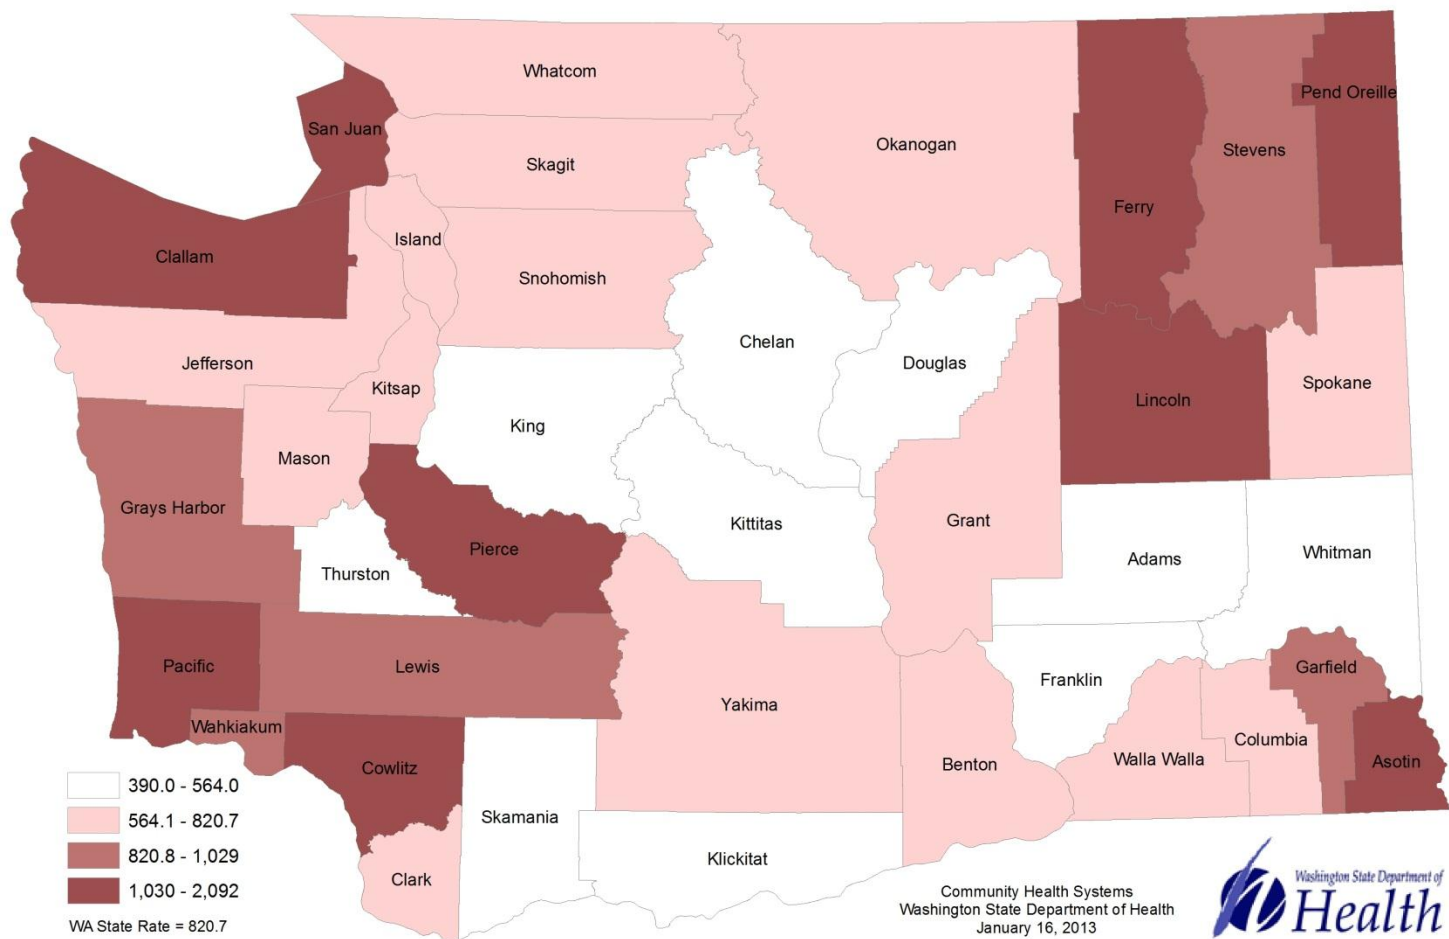 Whatcom
San Juan
Skagit
Okanogan
Ferry
Stevens
Pend Oreille
Clallam
Island
Snohomish
Chelan
Douglas
Jefferson
Kitsap
King
Lincoln
Spokane
Mason
Grays Harbor
Thurston
Pierce
Kittitas
Grant
Adams
Whitman
Pacific
Lewis
Yakima
Franklin
Garfield
Wahkiakum
Cowlitz
Benton
Walla Walla
Columbia
Asotin
Skamania
Klickitat
Clark
390.0 - 564.0
564.1 - 820.7
820.8 - 1,029
1,030 - 2,092
WA State Rate = 820.7
Community Health Systems
Washington State Department of Health
January 16, 2013
Washington State Department of
Health